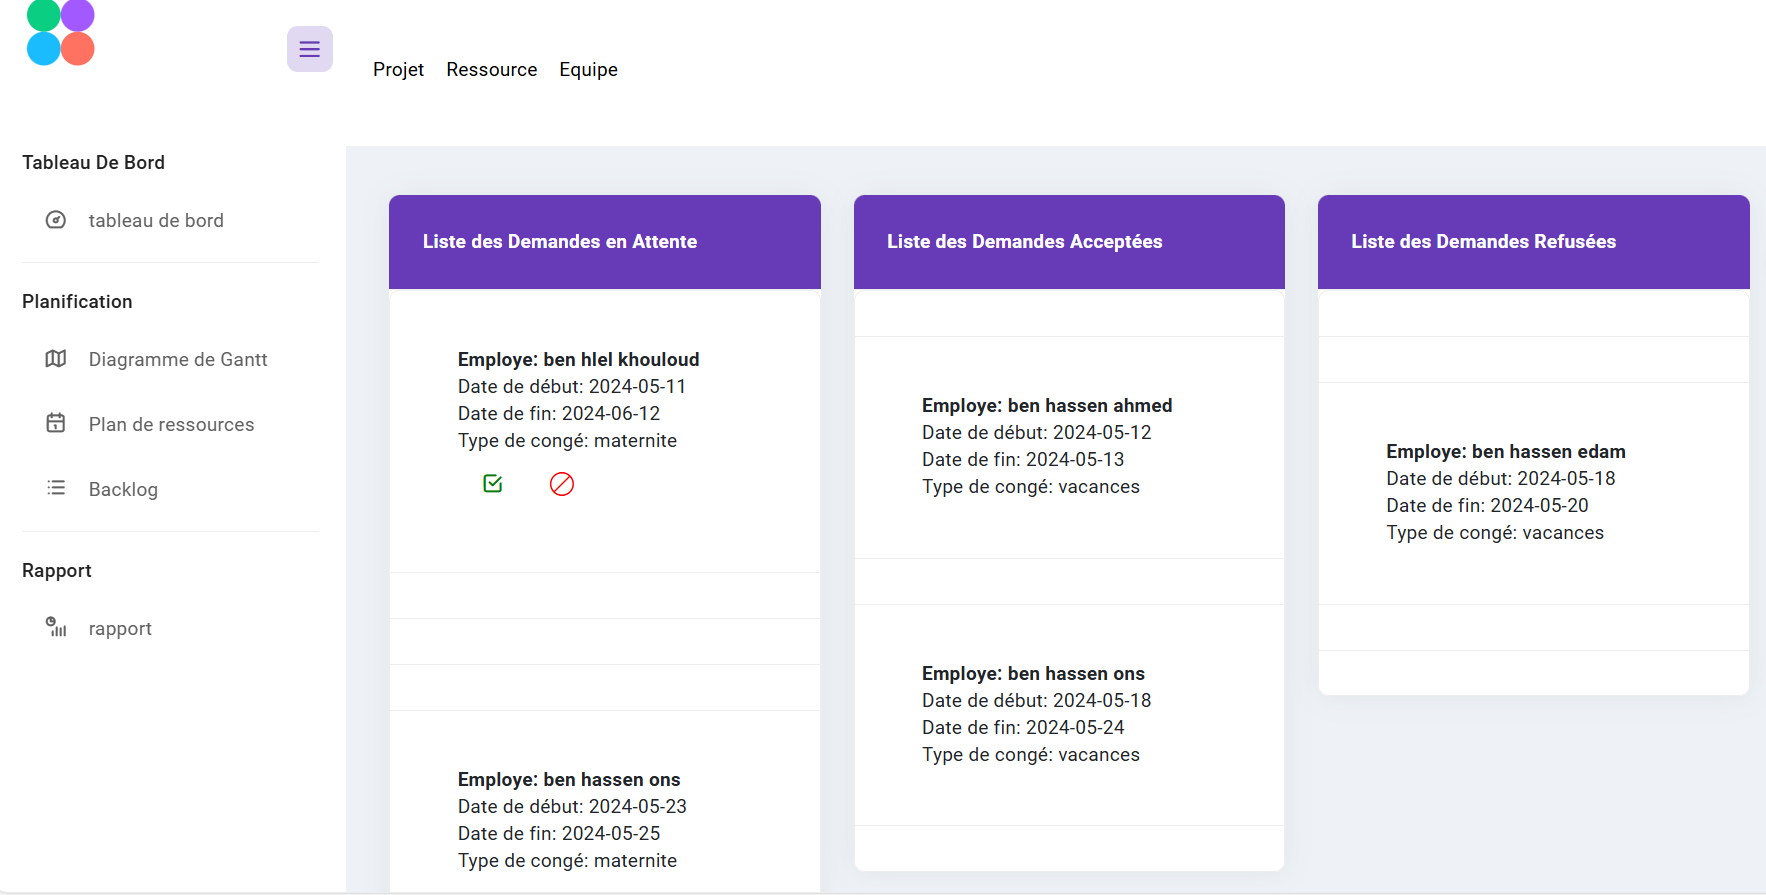 Projet Ressource Equipe
Tableau De Bord
tableau de bord
Planification
Diagramme de Gantt
Plan de ressources
Backlog
Rapport
rapport
Liste des Demandes en Attente
Employe: ben hlel khouloud
Date de début: 2024-05-11
Date de fin: 2024-06-12
Type de congé: maternite
Employe: ben hassen ons
Date de début: 2024-05-23
Date de fin: 2024-05-25
Type de congé: maternite
Liste des Demandes Acceptées
Employe: ben hassen ahmed
Date de début: 2024-05-12
Date de fin: 2024-05-13
Type de congé: vacances
Employe: ben hassen ons
Date de début: 2024-05-18
Date de fin: 2024-05-24
Type de congé: vacances
Liste des Demandes Refusées
Employe: ben hassen edam
Date de début: 2024-05-18
Date de fin: 2024-05-20
Type de congé: vacances